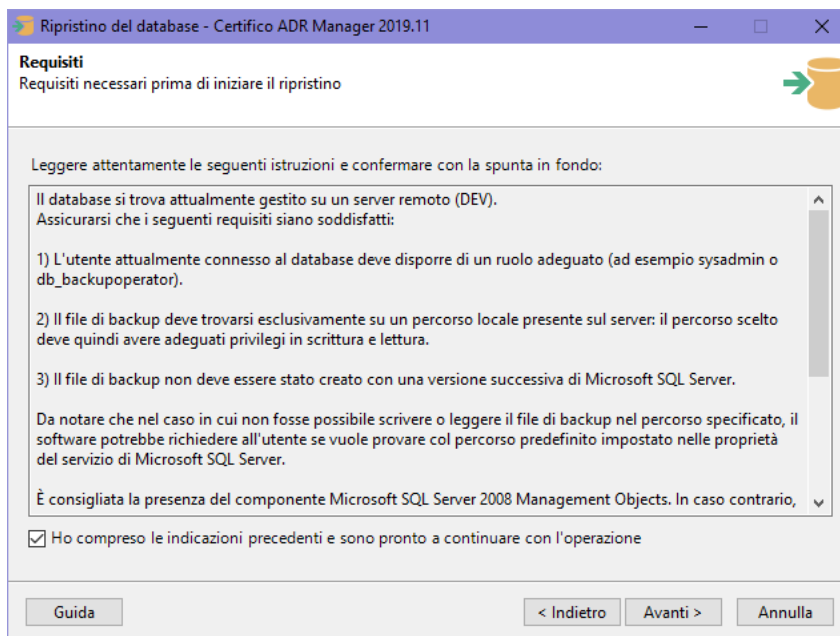 Ripristino del database - Certifico ADR Manager 2019.11
Requisiti
Requisiti necessari prima di iniziare il ripristino
Leggere attentamente le seguenti istruzioni e confermare con la spunta in fondo:
Il database si trova attualmente gestito su un server remoto (DEV).
Assicurarsi che i seguenti requisiti siano soddisfatti:
1) L'utente attualmente connesso al database deve disporre di un ruolo adeguato (ad esempio sysadmin o
db_backupoperator).
2) Il file di backup deve trovarsi esclusivamente su un percorso locale presente sul server: il percorso scelto
deve quindi avere adeguati privilegi in scrittura e lettura.
3) Il file di backup non deve essere stato creato con una versione successiva di Microsoft SQL Server.
Da notare che nel caso in cui non fosse possibile scrivere o leggere il file di backup nel percorso specificato, il
software potrebbe richiedere all'utente se vuole provare col percorso predefinito impostato nelle proprietà
del servizio di Microsoft SQL Server.
È consigliata la presenza del componente Microsoft SQL Server 2008 Management Objects. In caso contrario,
Ho compreso le indicazioni precedenti e sono pronto a continuare con l'operazione
Guida
< Indietro
Avanti >
Annulla